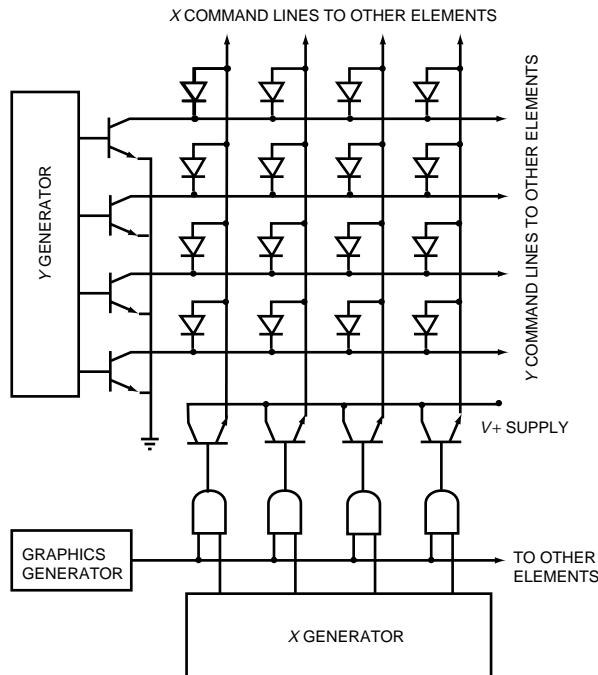 X COMMAND LINES TO OTHER ELEMENTS
Y COMMAND LINES TO OTHER ELEMENTS
Y GENERATOR
V+ SUPPLY
GRAPHICS
GENERATOR
TO OTHER
ELEMENTS
X GENERATOR